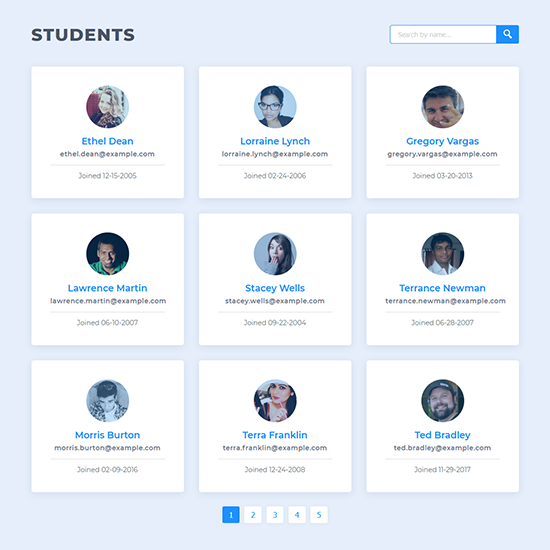 STUDENTS
Search by name...
Ethel Dean
ethel.dean@example.com
Joined 12-15-2005
Lorraine Lynch
lorraine.lynch@example.com
Joined 02-24-2006
Gregory Vargas
gregory.vargas@example.com
Joined 03-20-2013
Lawrence Martin
lawrence.martin@example.com
Joined 06-10-2007
Stacey Wells
stacey.wells@example.com
Joined 09-22-2004
Terrance Newman
terrance.newman@example.com
Joined 06-28-2007
Morris Burton
morris.burton@example.com
Joined 02-09-2016
Terra Franklin
terra.franklin@example.com
Joined 12-24-2008
Ted Bradley
ted.bradley@example.com
Joined 11-29-2017
1 2 3 4 5